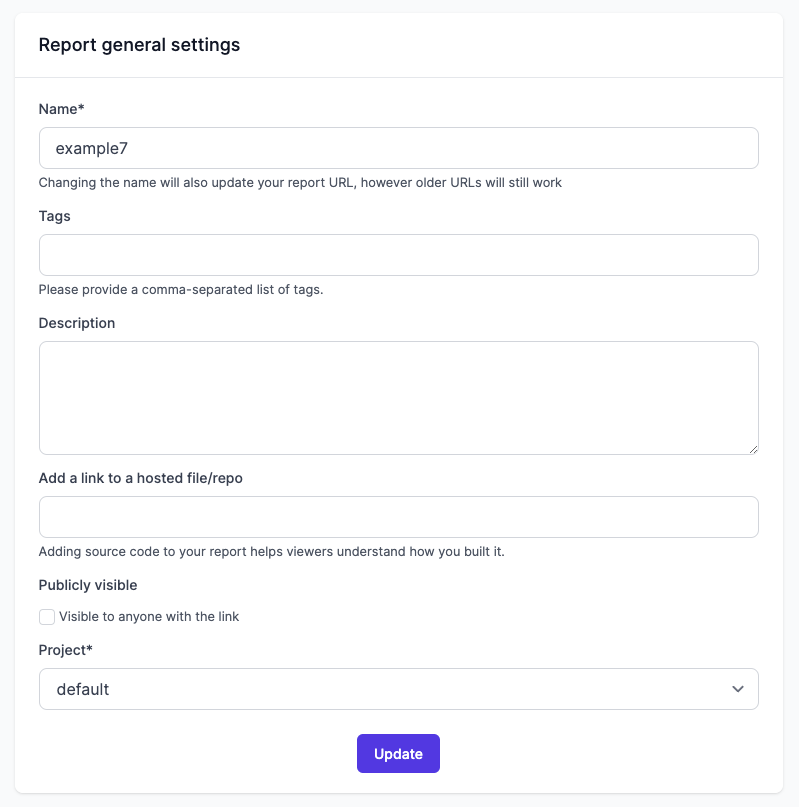 Report general settings
Name*
example7
Changing the name will also update your report URL, however older URLs will still work
Tags
Please provide a comma-separated list of tags.
Description
Add a link to a hosted file/repo
Adding source code to your report helps viewers understand how you built it.
Publicly visible
Visible to anyone with the link
Project*
default
Update